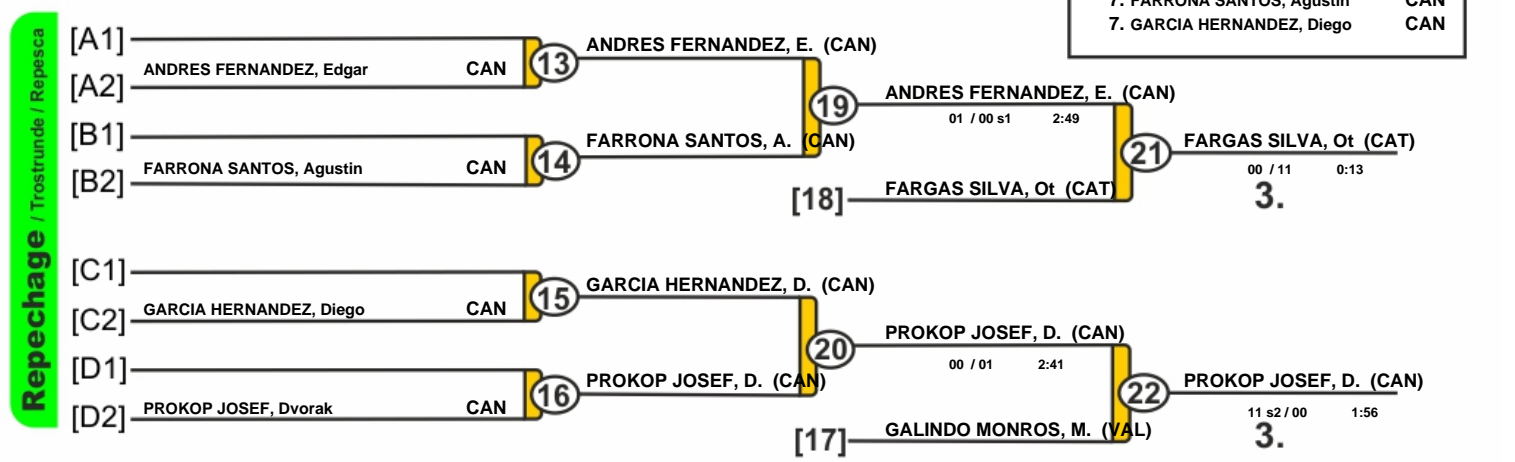 7. FARRONA SANTOS, Agustin CAN
7. GARCIA HERNANDEZ, Diego CAN
Repechage / Trostrunde / Repesca
[A1]
ANDRES FERNANDEZ, Edgar CAN
[A2]
13
ANDRES FERNANDEZ, E. (CAN)
[B1]
FARRONA SANTOS, Agustin CAN
[B2]
14
FARRONA SANTOS, A. (CAN)
19
ANDRES FERNANDEZ, E. (CAN)
01 / 00 s1 2:49
[18]
FARGAS SILVA, Ot (CAT)
21
FARGAS SILVA, Ot (CAT)
00 / 11 0:13
3.
[C1]
GARCIA HERNANDEZ, Diego CAN
[C2]
15
GARCIA HERNANDEZ, D. (CAN)
[D1]
PROKOP JOSEF, Dvorak CAN
[D2]
16
PROKOP JOSEF, D. (CAN)
20
PROKOP JOSEF, D. (CAN)
00 / 01 2:41
[17]
GALINDO MONROS, M. (VAL)
22
PROKOP JOSEF, D. (CAN)
11 s2 / 00 1:56
3.